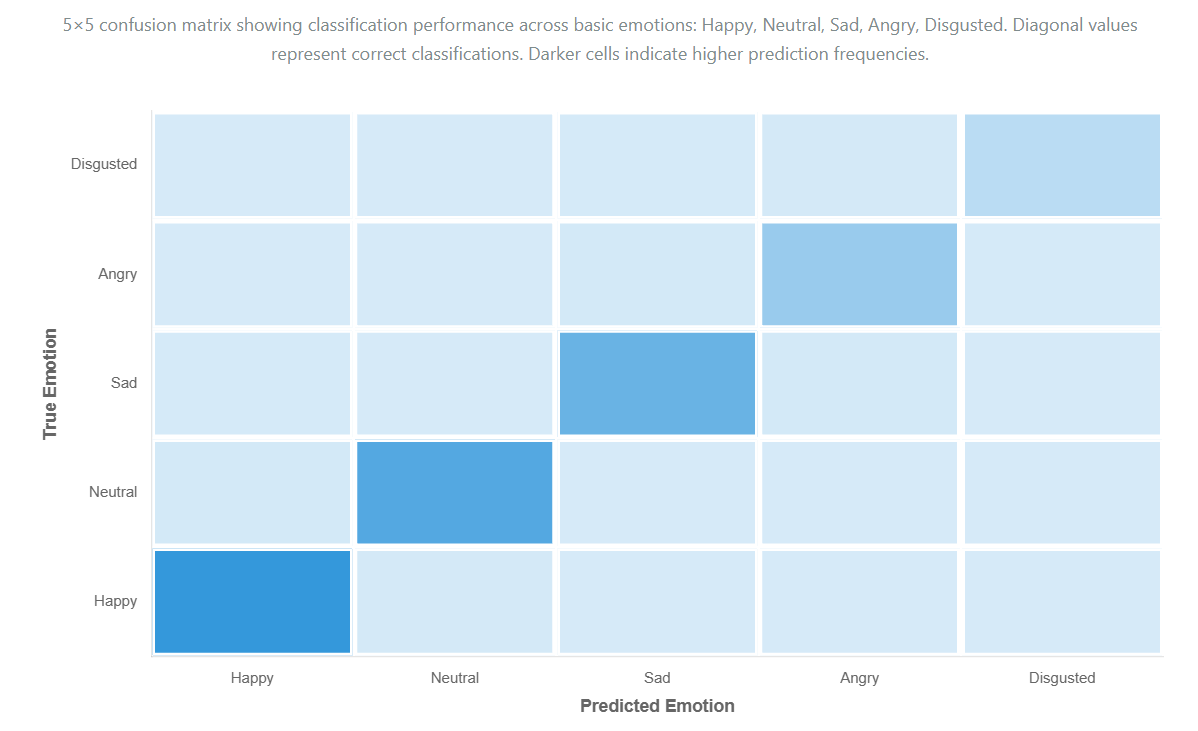 5×5 confusion matrix showing classification performance across basic emotions: Happy, Neutral, Sad, Angry, Disgusted. Diagonal values
represent correct classifications. Darker cells indicate higher prediction frequencies.
Disgusted
Angry
Sad
Neutral
Happy
True Emotion
Happy
Neutral
Sad
Angry
Disgusted
Predicted Emotion